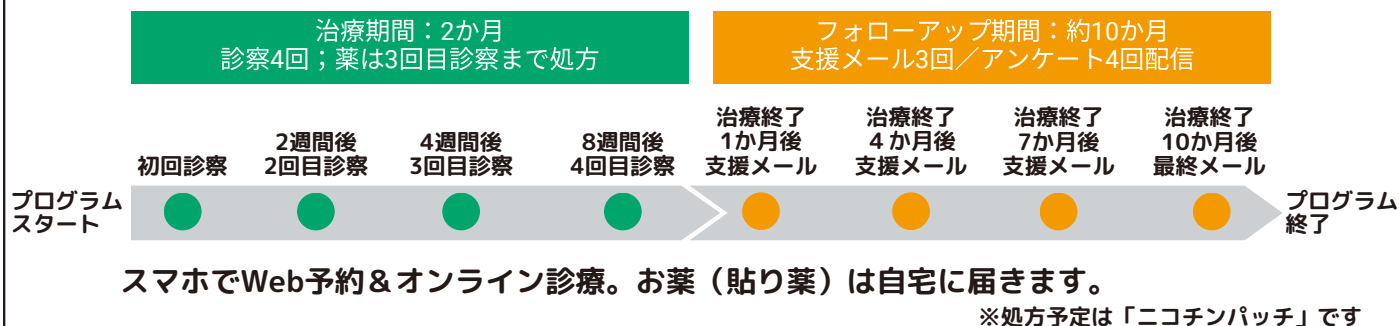 治療期間：2か月
診察4回；薬は3回目診察まで処方
フォローアップ期間：約10か月
支援メール3回／アンケート4回配信
初回診察
2週間後
2回目診察
4週間後
3回目診察
8週間後
4回目診察
治療終了
1か月後
支援メール
治療終了
４か月後
支援メール
治療終了
7か月後
支援メール
治療終了
10か月後
最終メール
プログラム
スタート
プログラム
終了
スマホでWeb予約＆オンライン診療。お薬（貼り薬）は自宅に届きます。
※処方予定は「ニコチンパッチ」です